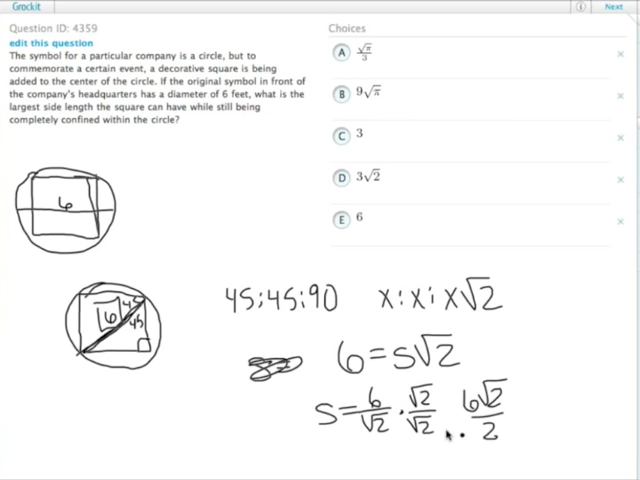 Grockit
Next
Question ID: 4359
edit this question
The symbol for a particular company is a circle, but to
commemorate a certain event, a decorative square is being
added to the center of the circle. If the original symbol in front of
the company's headquarters has a diameter of 6 feet, what is the
largest side length the square can have while still being
completely confined within the circle?
Choices
A √π/3
B 9√π
C 3
D 3√2
E 6
6
6 45
45
45:45:90 x:x:x√2
6=s√2
s=6/√2 · √2/√2 6√2/2